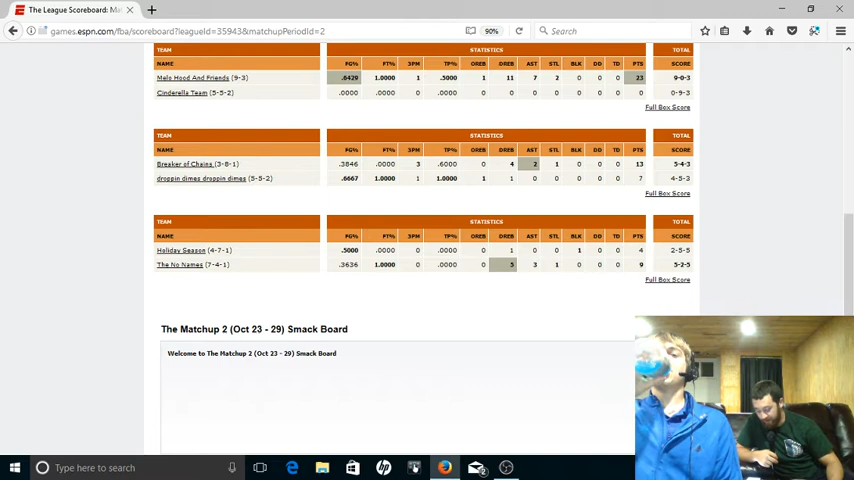 The League Scoreboard: Ma
games.espn.com/fba/scoreboard?leagueId=35943&matchupPeriodId=2
90%
Search
TEAM STATISTICS TOTAL
NAME FG% FT% 3PM TP% OREB DREB AST STL BLK DD TD PTS SCORE
Melo Hood And Friends (9-3) .6429 1.0000 1 .5000 1 11 7 2 0 0 0 23 9-0-3
Cinderella Team (5-5-2) .0000 .0000 0 .0000 0 0 0 0 0 0 0 0 0-9-3
Full Box Score
TEAM STATISTICS TOTAL
NAME FG% FT% 3PM TP% OREB DREB AST STL BLK DD TD PTS SCORE
Breaker of Chains (3-8-1) .3846 .0000 3 .6000 0 4 2 1 0 0 0 13 5-4-3
droppin dimes droppin dimes (5-5-2) .6667 1.0000 1 1.0000 1 1 0 0 0 0 0 7 4-5-3
Full Box Score
TEAM STATISTICS TOTAL
NAME FG% FT% 3PM TP% OREB DREB AST STL BLK DD TD PTS SCORE
Holiday Season (4-7-1) .5000 .0000 0 .0000 0 1 0 0 1 0 0 4 2-5-5
The No Names (7-4-1) .3636 1.0000 0 .0000 0 5 3 1 0 0 0 9 5-2-5
Full Box Score
The Matchup 2 (Oct 23 - 29) Smack Board
Welcome to The Matchup 2 (Oct 23 - 29) Smack Board
Type here to search